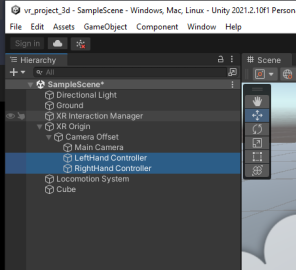 vr_project_3d - SampleScene - Windows, Mac, Linux - Unity 2021.2.10f1 Person
File Edit Assets GameObject Component Window Help
Sign in
Hierarchy
Scene
All
SampleScene*
Directional Light
Ground
XR Interaction Manager
XR Origin
Camera Offset
Main Camera
LeftHand Controller
RightHand Controller
Locomotion System
Cube